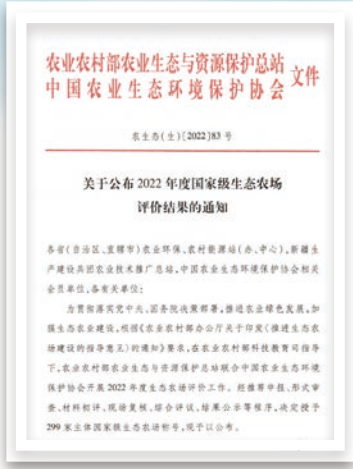 农业农村部农业生态与资源保护总站
中国农业生态环境保护协会
文件
农生态(生)〔2022〕83号
关于公布2022年度国家级生态农场
评价结果的通知
各省(自治区、直辖市)农业环保、农村能源站(办、中心),新疆生
产建设兵团农业技术推广总站,中国农业生态环境保护协会相关
会员单位,各有关单位:
为贯彻落实党中央、国务院决策部署,推进农业绿色发展,加
强生态农业建设,根据《农业农村部办公厅关于印发〈推进生态农
场建设的指导意见〉的通知》要求,在农业农村部科技教育司指导
下,农业农村部农业生态与资源保护总站联合中国农业生态环境
保护协会开展2022年度生态农场评价工作。经推荐申报、形式审
查、材料初评、现场复核、综合评议、结果公示等程序,决定授予
299家主体国家级生态农场称号,现予以公布。